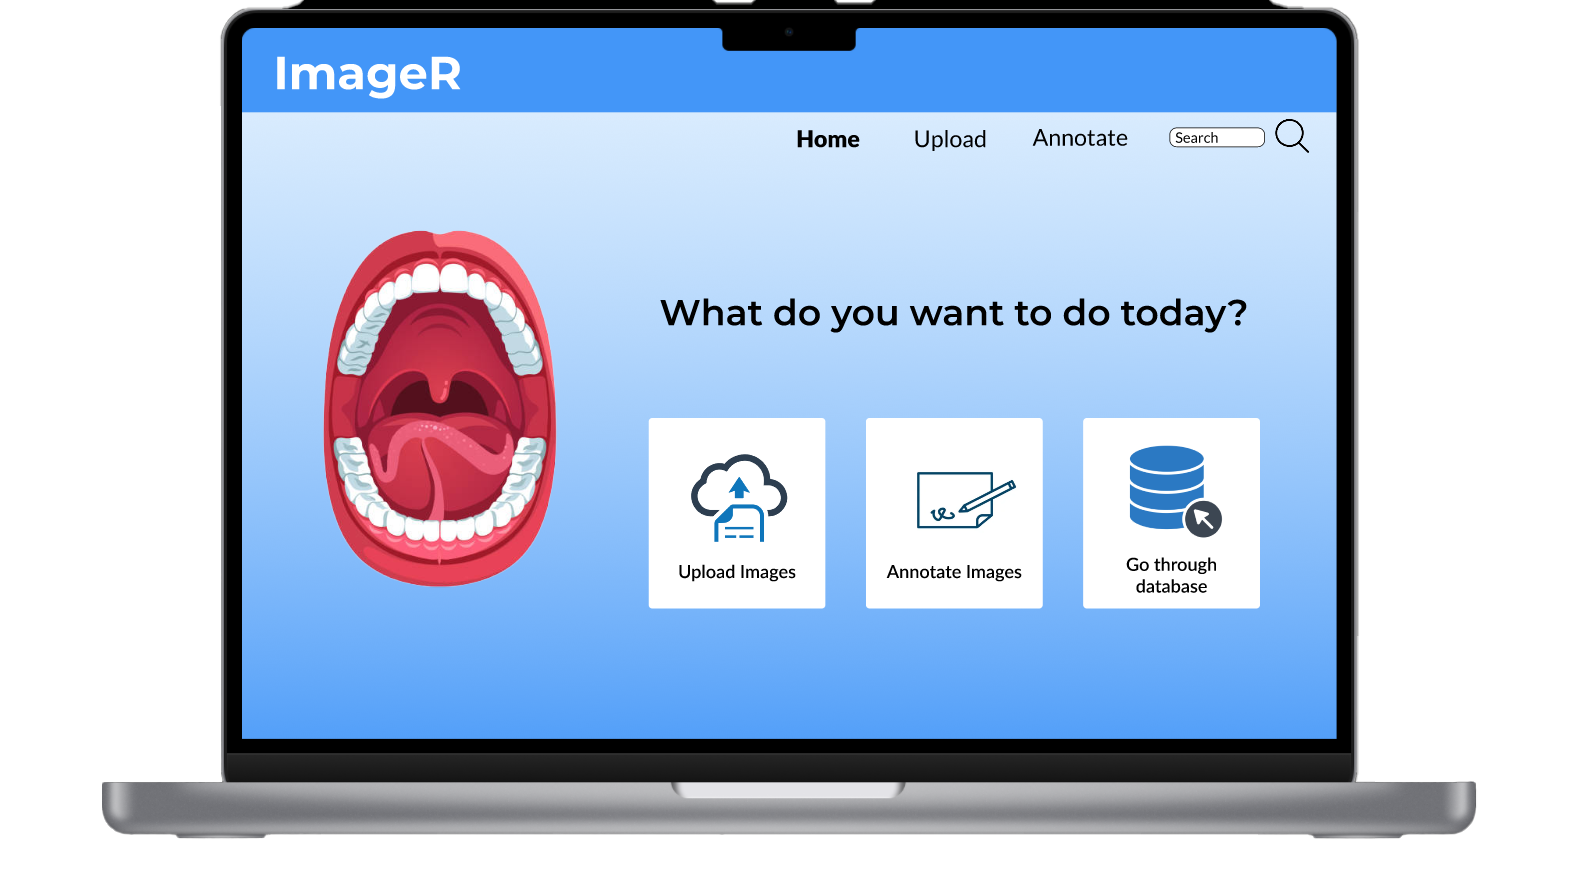 ImageR
Home Upload Annotate Search
What do you want to do today?
Upload Images
Annotate Images
Go through
database